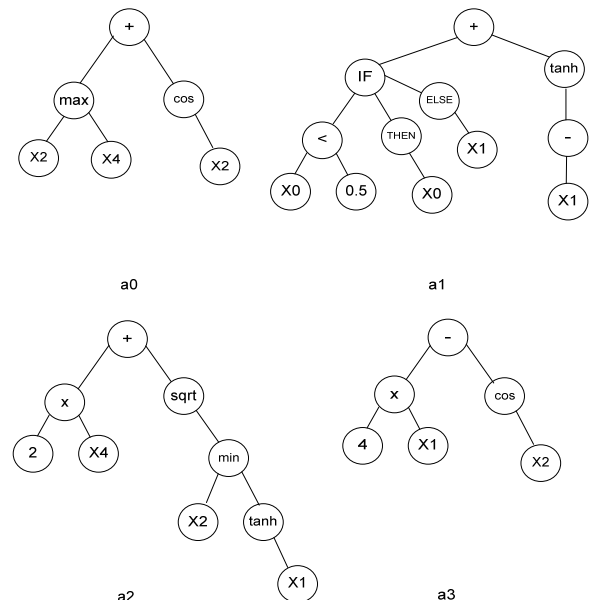 +
max
cos
X2
X4
X2
a0
+
IF
tanh
ELSE
<
THEN
-
X1
X0
0.5
X0
X1
a1
+
x
sqrt
2
X4
min
X2
tanh
X1
a2
-
x
cos
4
X1
X2
a3